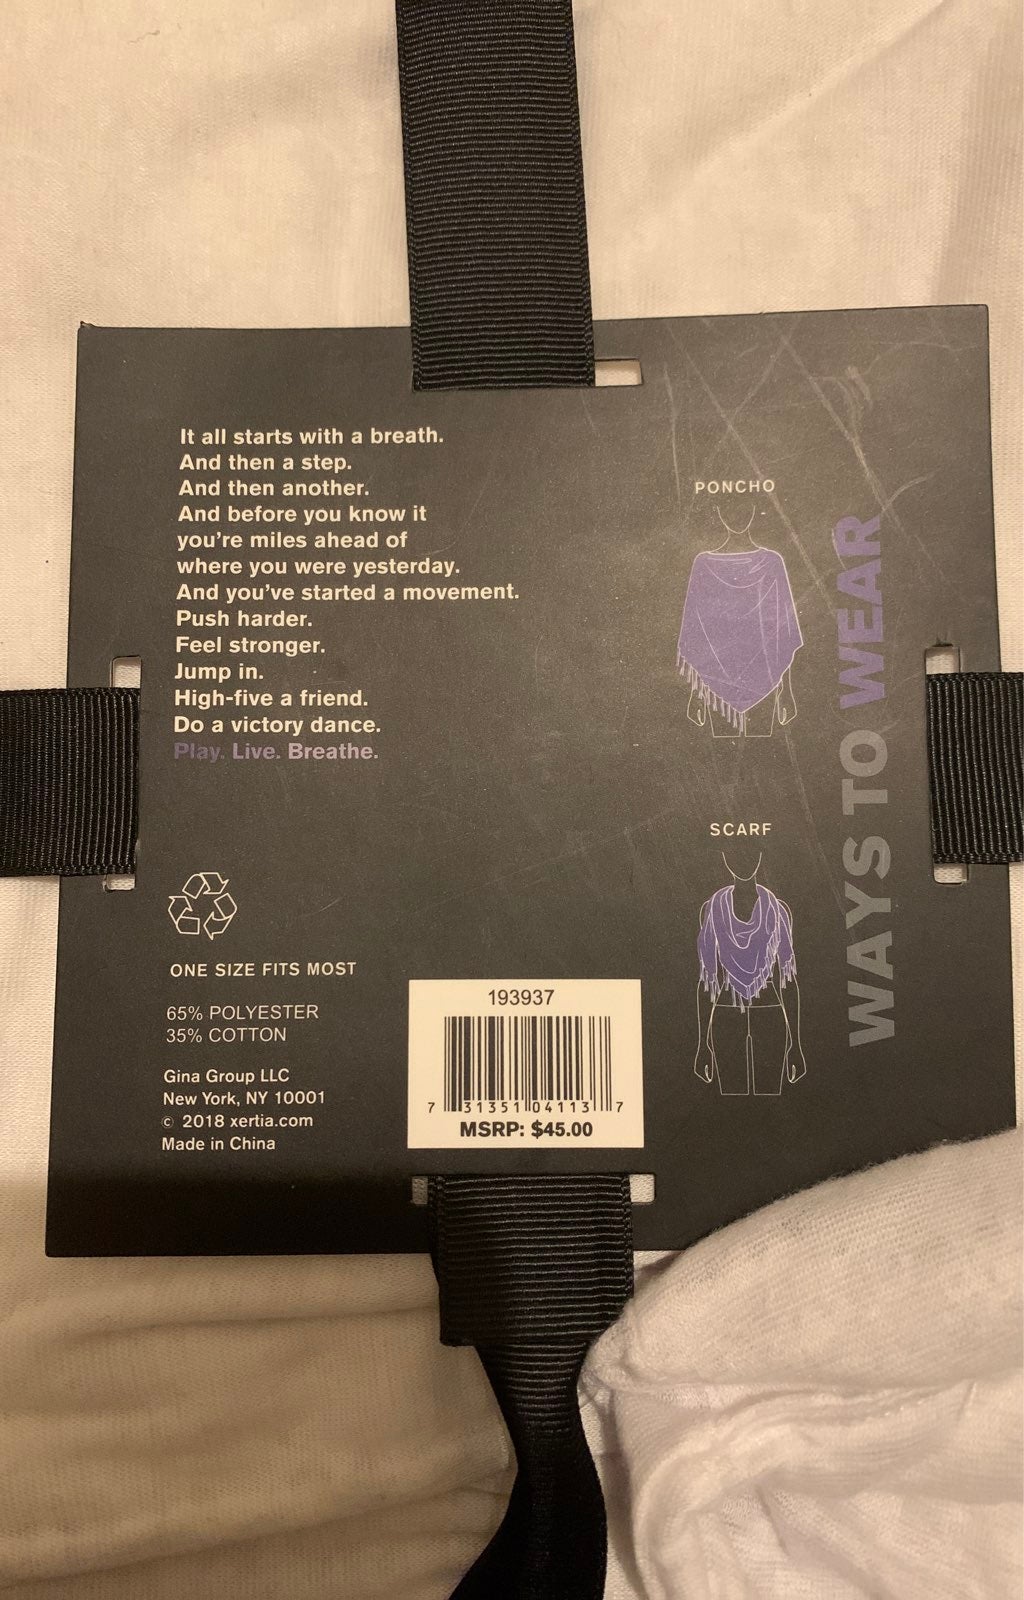 It all starts with a breath.
And then a step.
And then another.
And before you know it
you're miles ahead of
where you were yesterday.
And you've started a movement.
Push harder.
Feel stronger.
Jump in.
High-five a friend.
Do a victory dance.
Play. Live. Breathe.
ONE SIZE FITS MOST
65% POLYESTER
35% COTTON
Gina Group LLC
New York, NY 10001
© 2018 xertia.com
Made in China
193937
7 31351 04113 7
MSRP: $45.00
PONCHO
SCARF
WAYS TO WEAR